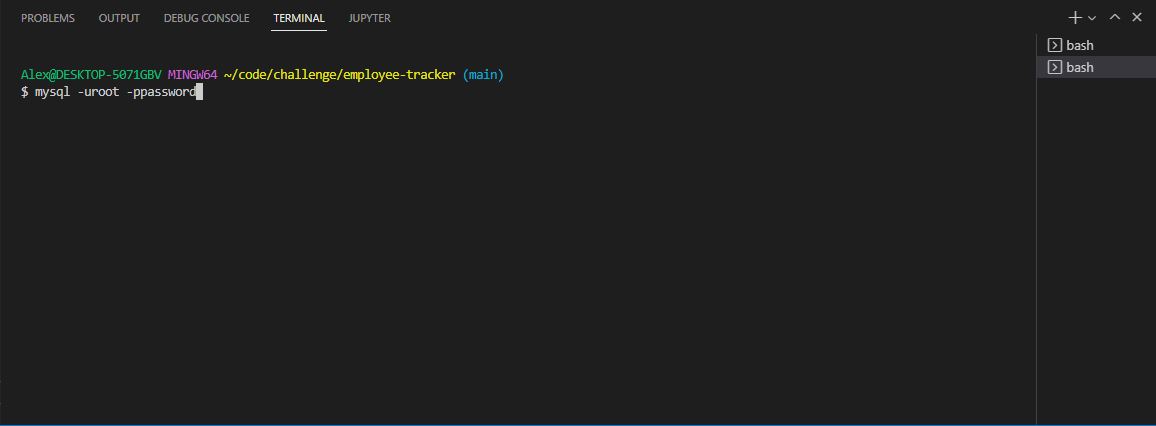 PROBLEMS OUTPUT DEBUG CONSOLE TERMINAL JUPYTER
bash
bash
Alex@DESKTOP-5071GBV MINGW64 ~/code/challenge/employee-tracker (main)
$ mysql -uroot -ppassword